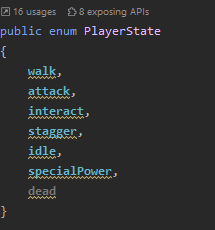 16 usages 8 exposing APIs
public enum PlayerState
{
walk,
attack,
interact,
stagger,
idle,
specialPower,
dead
}